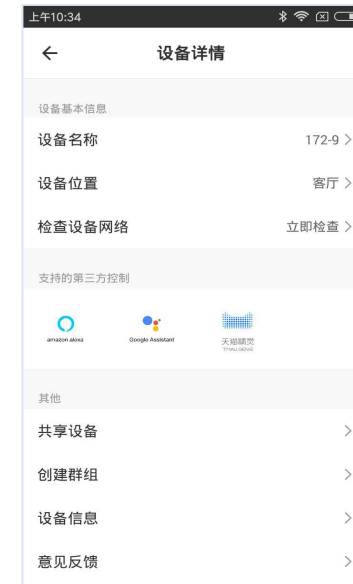 上午10:34
设备详情
设备基本信息
设备名称 172-9
设备位置 客厅
检查设备网络 立即检查
支持的第三方控制
amazon alexa Google Assistant 天猫精灵
TMALL GENIE
其他
共享设备
创建群组
设备信息
意见反馈